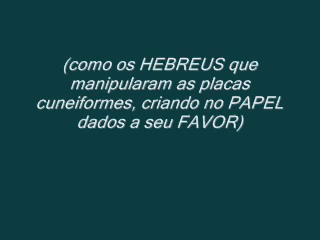 (como os HEBREUS que
manipularam as placas
cuneiformes, criando no PAPEL
dados a seu FAVOR)